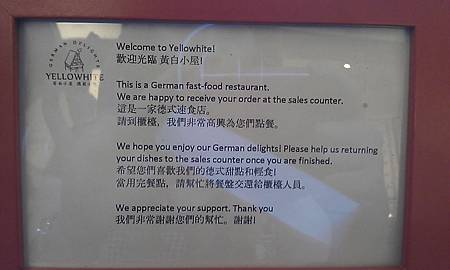 GERMAN DELIGHTS
YELLOWHITE
Welcome to Yellowhite!
歡迎光臨 黃白小屋!
This is a German fast-food restaurant.
We are happy to receive your order at the sales counter.
這是一家德式速食店。
請到櫃檯，我們非常高興為您們點餐。
We hope you enjoy our German delights! Please help us returning
your dishes to the sales counter once you are finished.
希望您們喜歡我們的德式甜點和輕食!
當用完餐點，請幫忙將餐盤交還給櫃檯人員。
We appreciate your support. Thank you
我們非常謝謝您們的幫忙。謝謝!